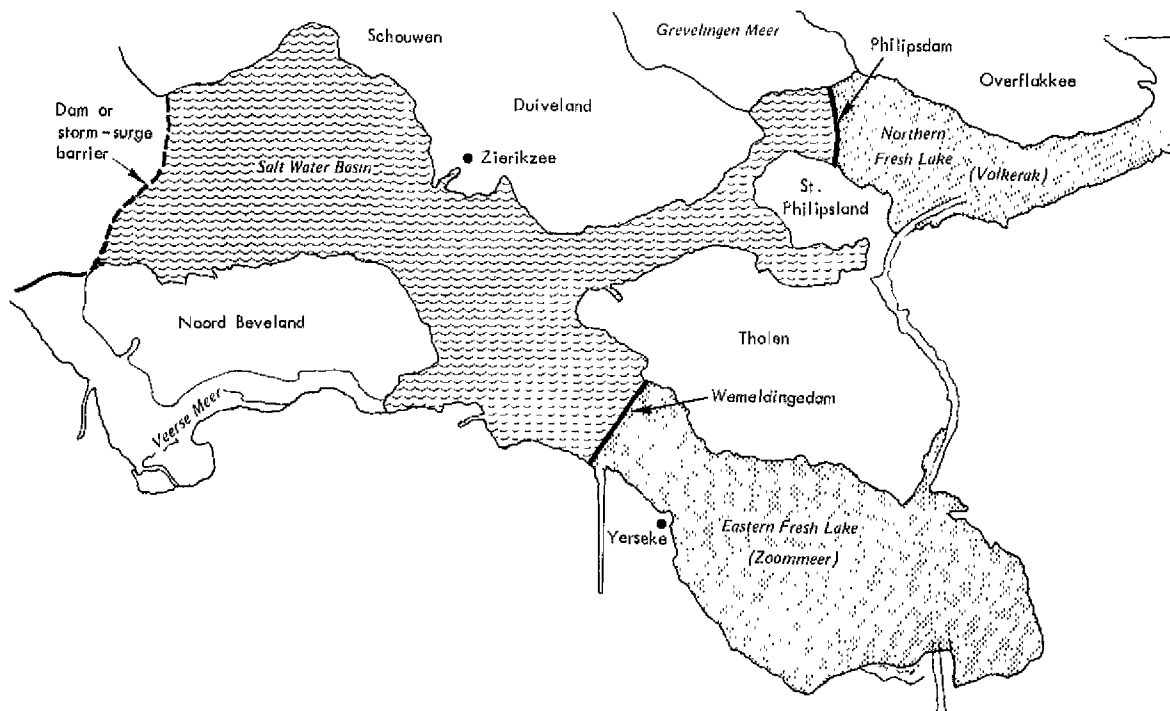 Schouwen
Grevelingen Meer
Philipsdam
Overflakkee
Dam or
storm-surge
barrier
Duiveland
Northern
Fresh Lake
(Volkerak)
Zierikzee
Salt Water Basin
St.
Philipsland
Noord Beveland
Tholen
Wemeldingedam
Veerse Meer
Eastern Fresh Lake
(Zoommeer)
Yerseke